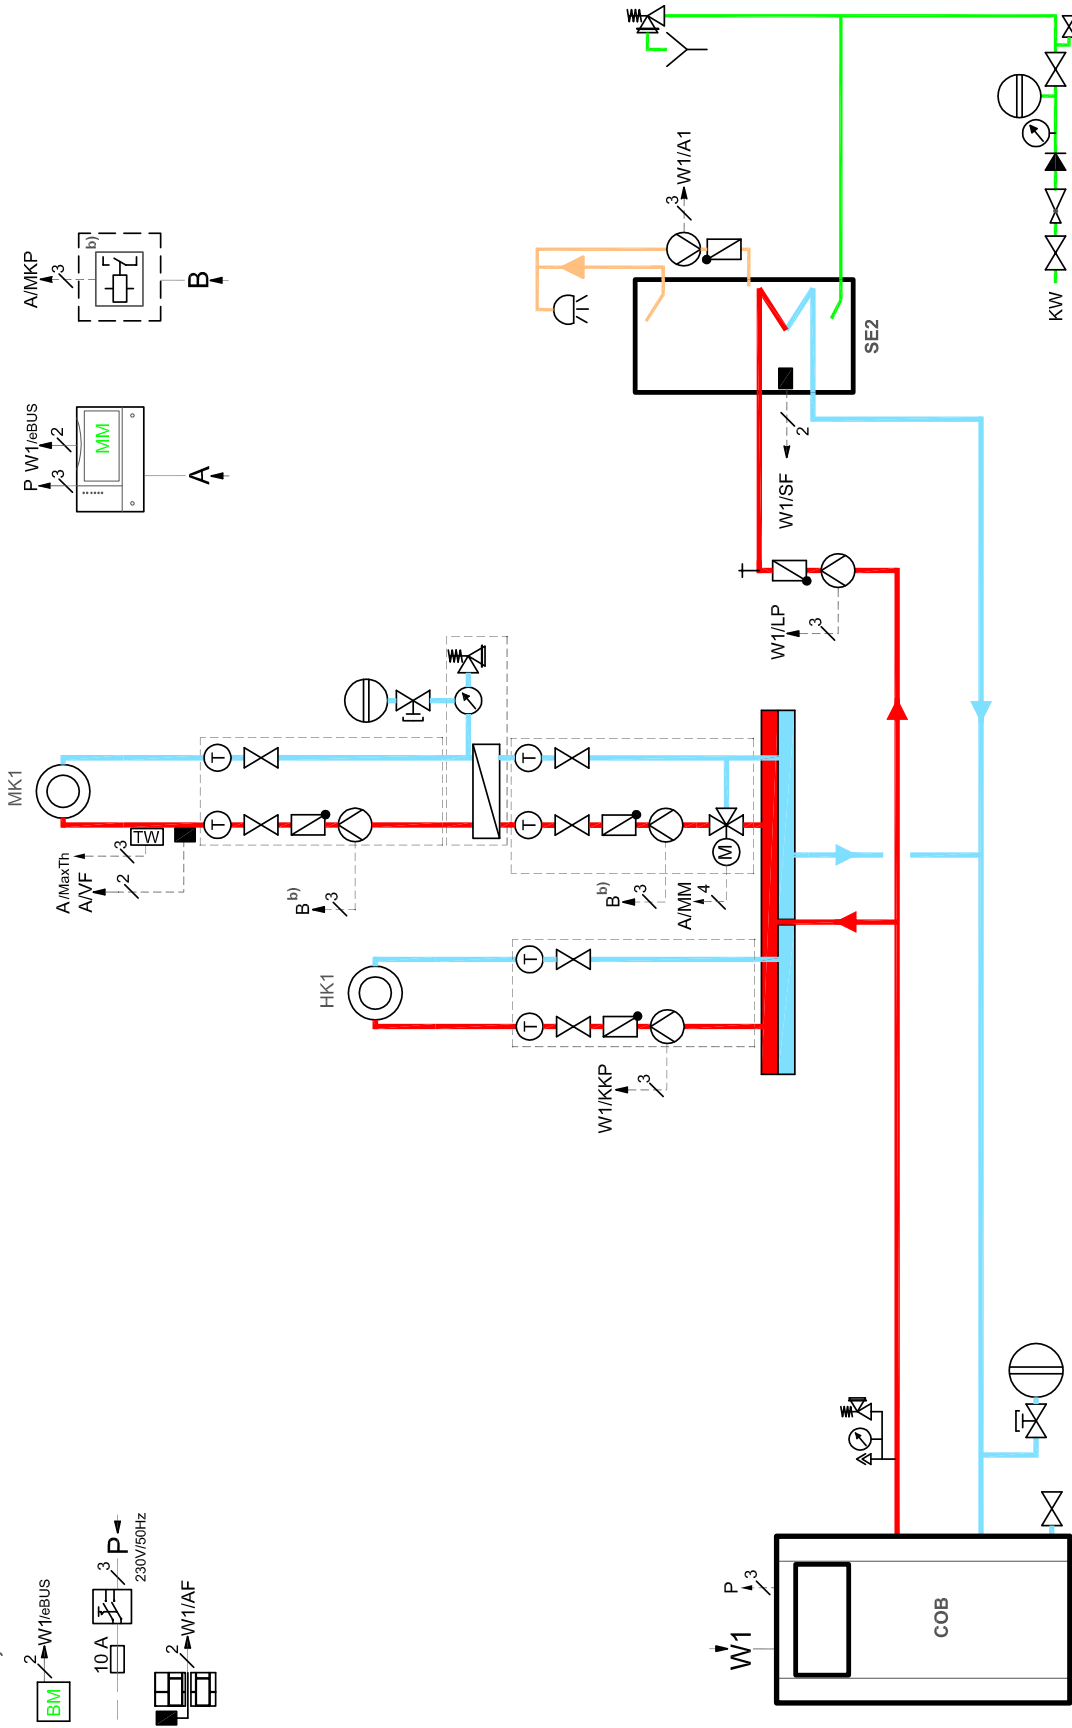 BM
2
W1/eBUS
10 A
3
P
230V/50Hz
2
W1/AF
P
3
W1/eBUS
2
MM
A
A/MKP
3
b)
B
MK1
TW
3
A/MaxTh
2
A/VF
T
T
B b)
3
T
T
B b)
3
M
A/MM
4
HK1
T
T
W1/KKP
3
W1/LP
3
W1/SF
2
W1/A1
3
SE2
KW
W1
P
3
COB